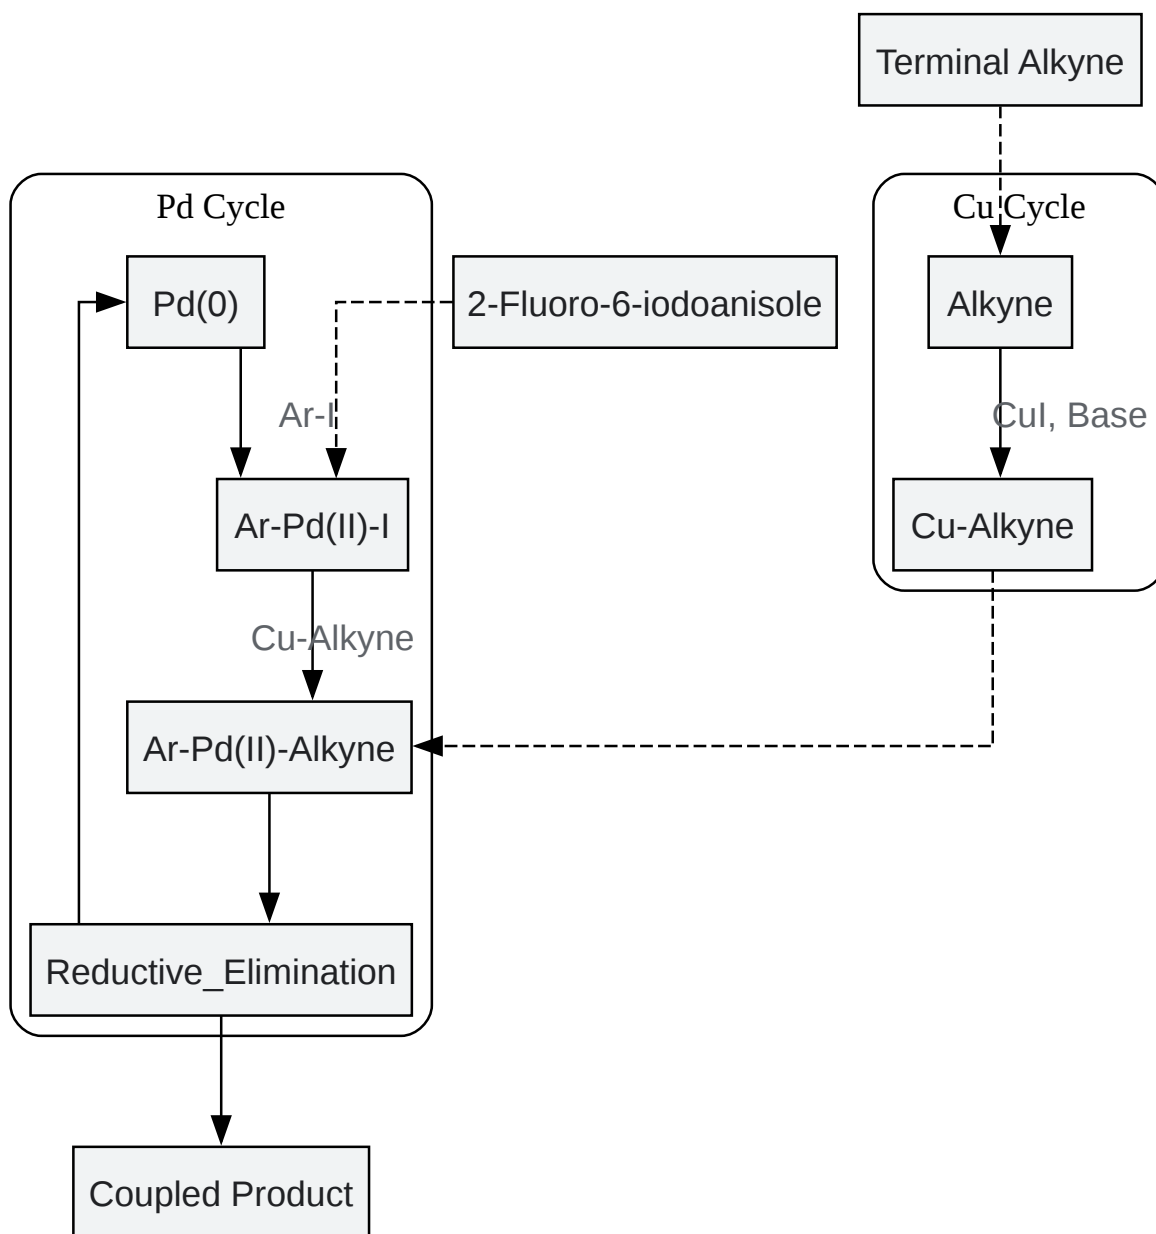 Terminal Alkyne
Pd Cycle
Cu Cycle
Pd(0)
2-Fluoro-6-iodoanisole
Alkyne
Ar-I
CuI, Base
Ar-Pd(II)-I
Cu-Alkyne
Cu-Alkyne
Ar-Pd(II)-Alkyne
Reductive_Elimination
Coupled Product